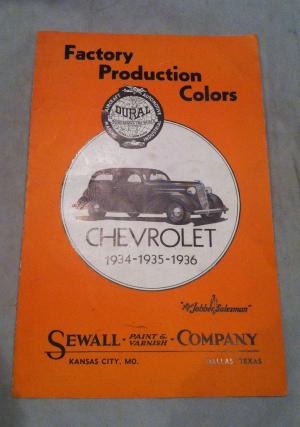 Factory
Production
Colors
DURAL
CHEVROLET
1934-1935-1936
"My Jobber's Salesman"
SEWALL PAINT & VARNISH COMPANY
KANSAS CITY, MO. DALLAS, TEXAS